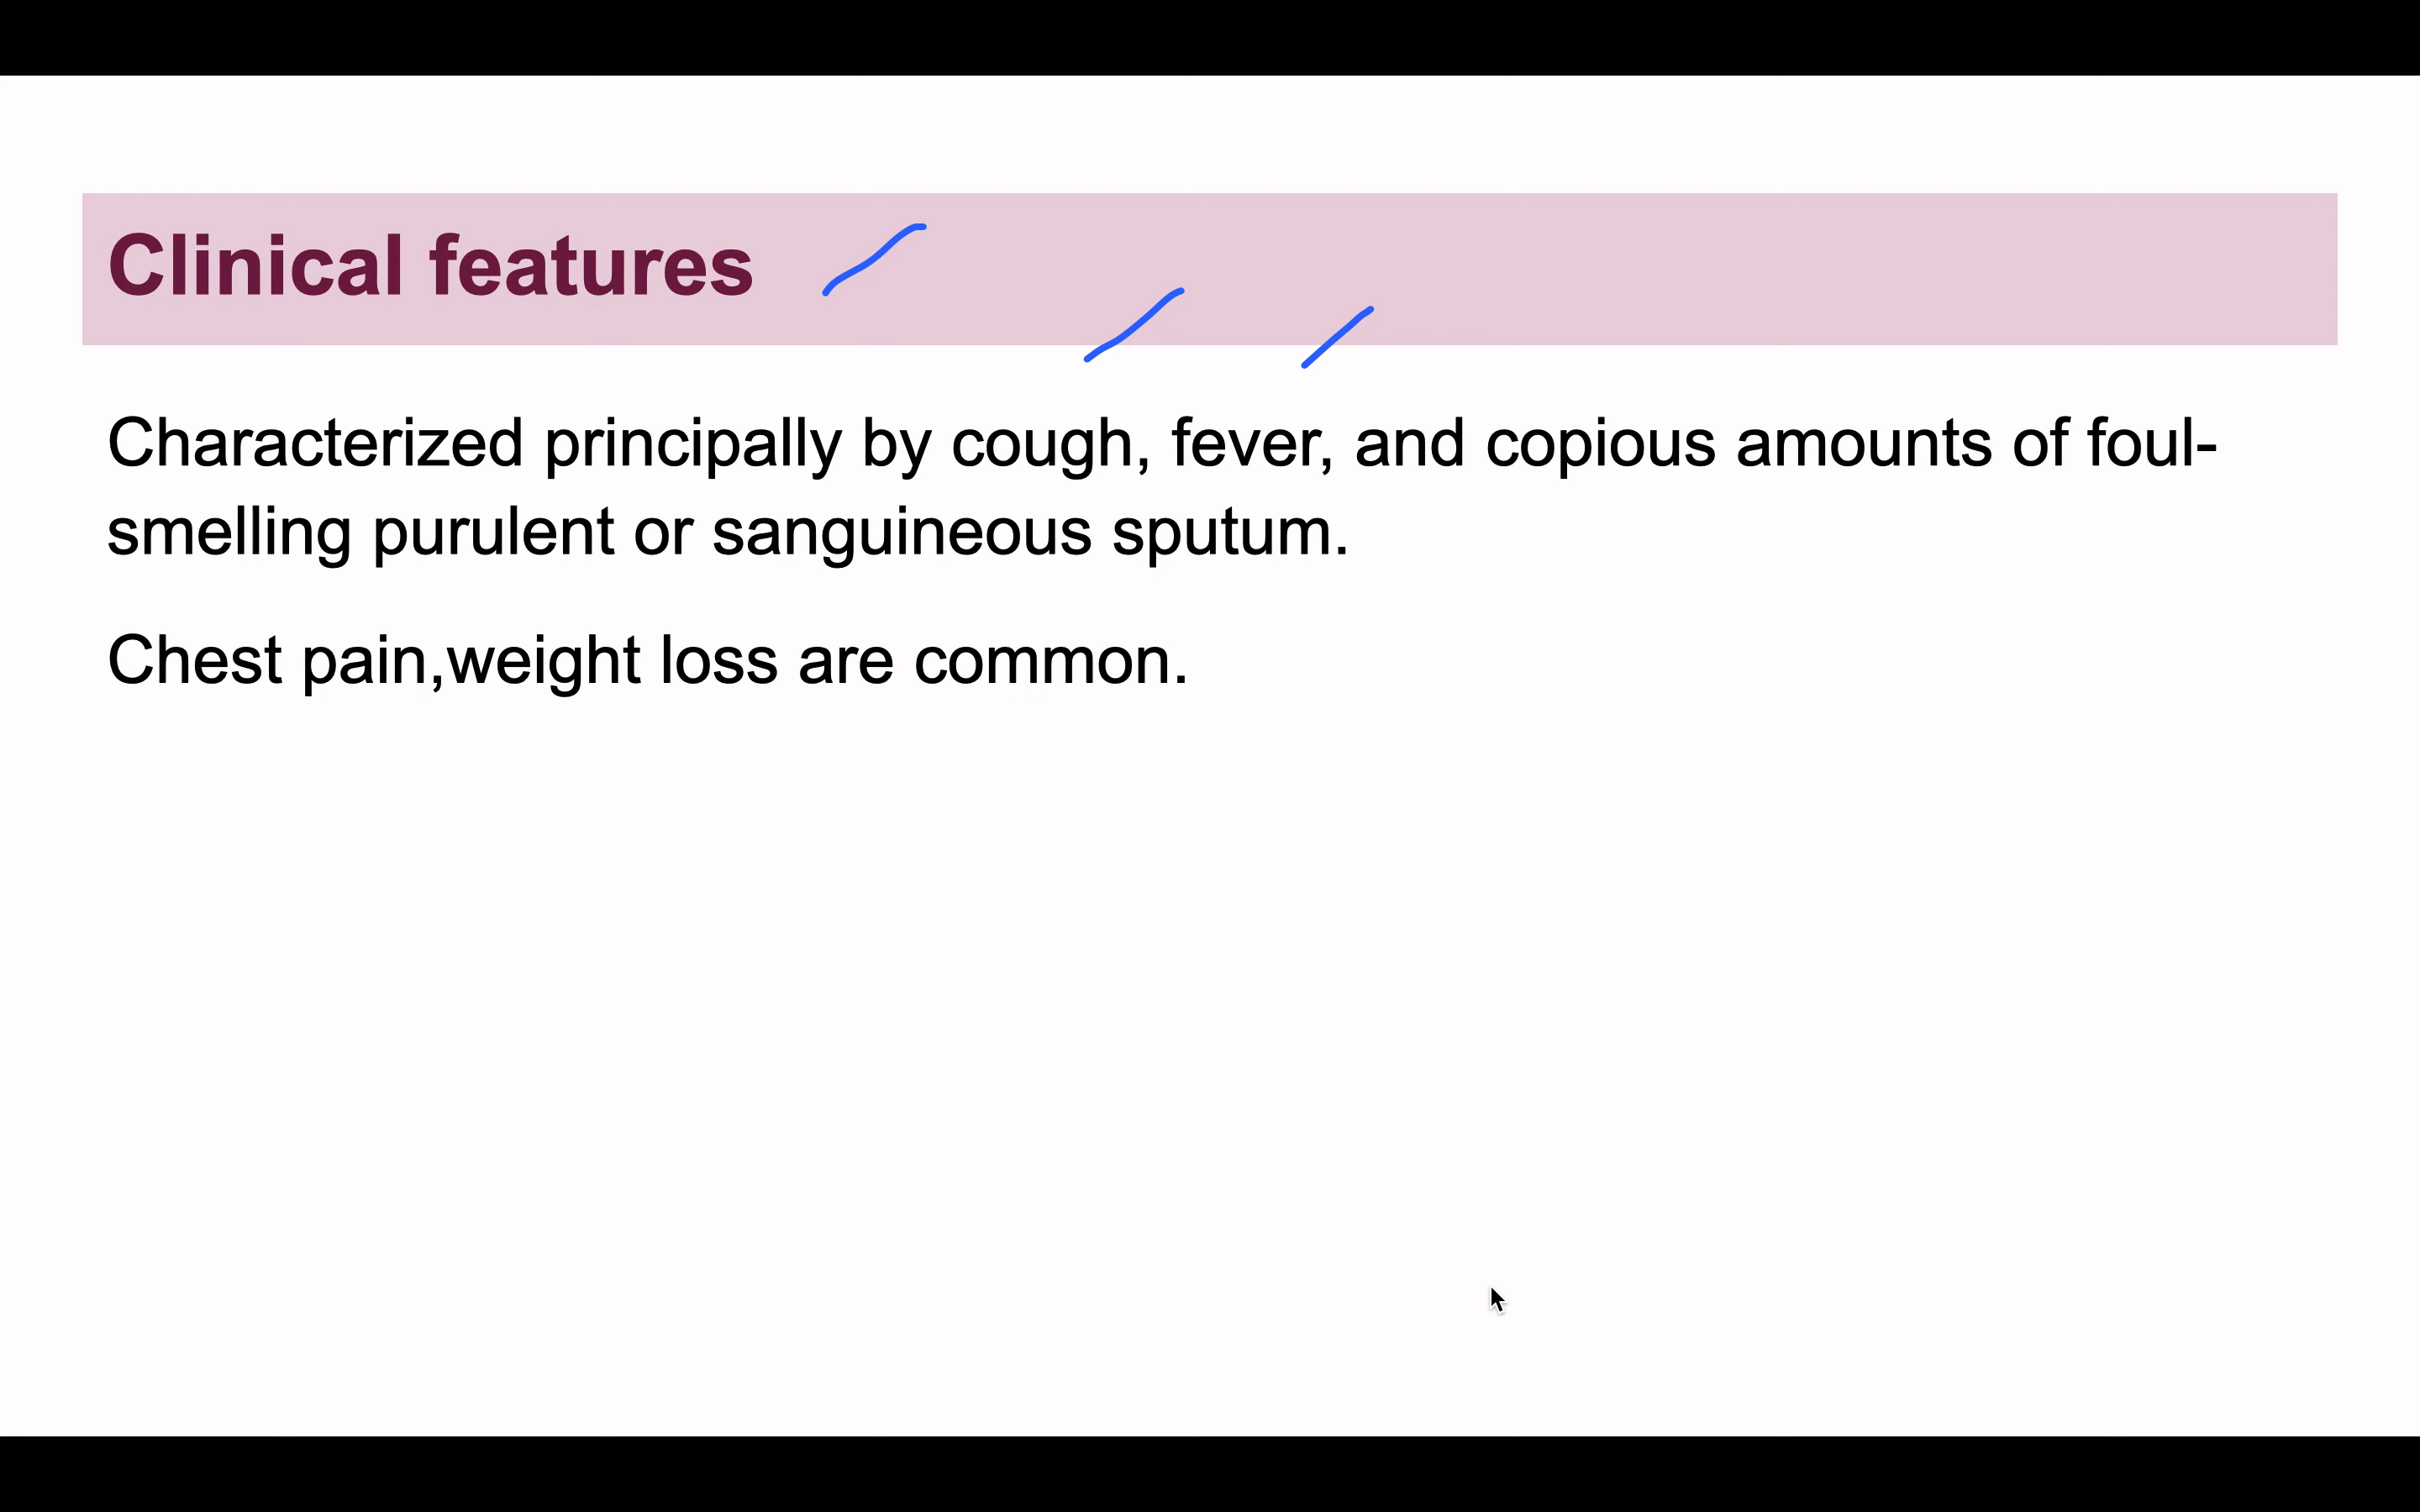 Clinical features
Characterized principally by cough, fever, and copious amounts of foul-
smelling purulent or sanguineous sputum.
Chest pain,weight loss are common.